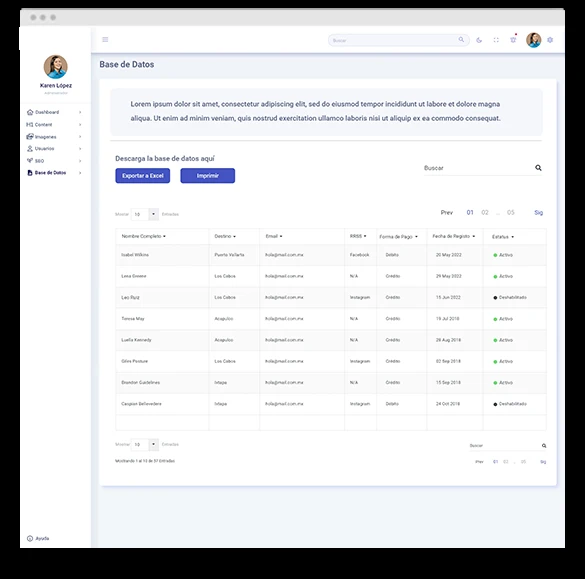 Buscar
Karen López
Dashboard
Content
Imagenes
Usuarios
SEO
Base de Datos
Ayuda
Base de Datos
Lorem ipsum dolor sit amet, consectetur adipiscing elit, sed do eiusmod tempor incididunt ut labore et dolore magna
aliqua. Ut enim ad minim veniam, quis nostrud exercitation ullamco laboris nisi ut aliquip ex ea commodo consequat.
Descarga la base de datos aquí
Exportar a Excel Imprimir
Buscar
Mostrar 10 Entradas
Prev 01 02 ... 05 Sig
Nombre Completo Destino Email RRSS Forma de Pago Fecha de Registro Estatus
Isabel Wilkins Puerto Vallarta hola@mail.com.mx Facebook Débito 20 May 2022 Activo
Lena Greene Los Cabos hola@mail.com.mx N/A Crédito 29 May 2022 Activo
Leo Ruiz Los Cabos hola@mail.com.mx Instagram Crédito 15 Jun 2022 Deshabilitado
Teresa May Acapulco hola@mail.com.mx N/A Crédito 19 Jul 2018 Activo
Luella Kennedy Acapulco hola@mail.com.mx N/A Crédito 28 Aug 2018 Activo
Giles Posture Los Cabos hola@mail.com.mx Instagram Crédito 02 Sep 2018 Activo
Brandon Guidelines Ixtapa hola@mail.com.mx N/A Crédito 15 Sep 2018 Activo
Caspian Bellevedere Ixtapa hola@mail.com.mx Instagram Débito 24 Oct 2018 Deshabilitado
Mostrar 10 Entradas
Buscar
Mostrando 1 al 10 de 57 Entradas
Prev 01 02 ... 05 Sig